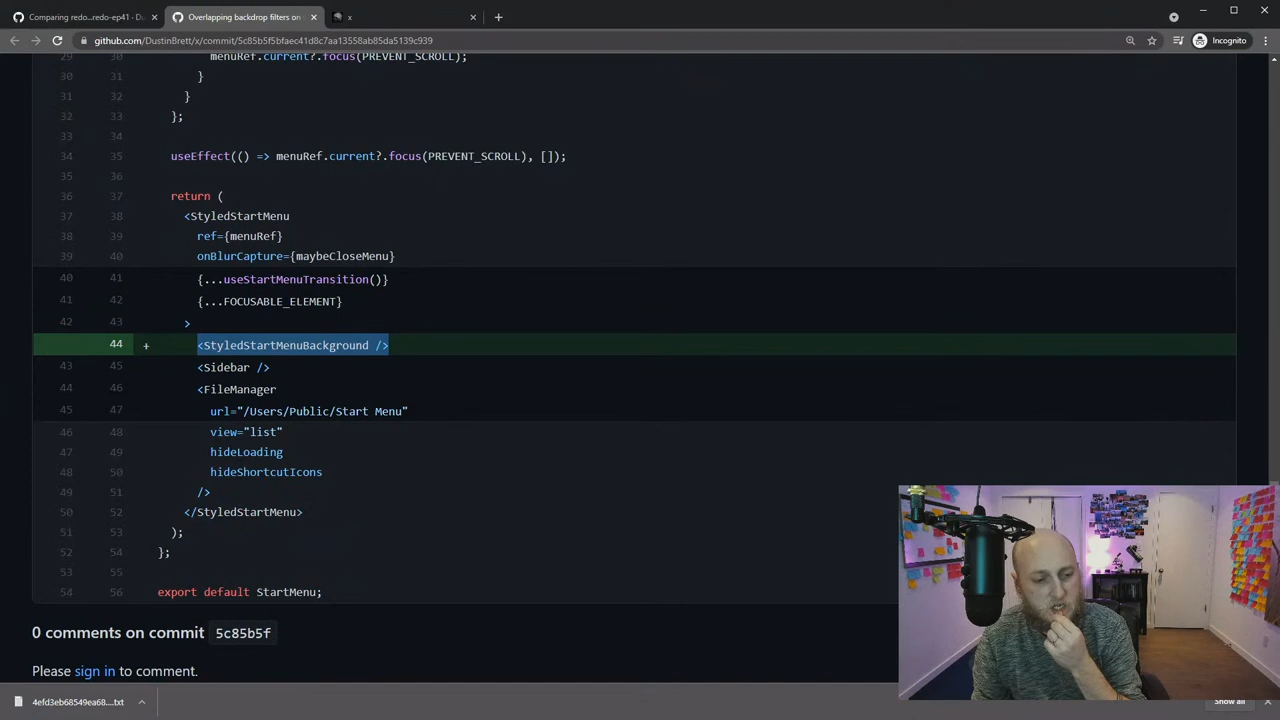 Comparing redo...redo-ep41 - Du
Overlapping backdrop filters on
x
github.com/DustinBrett/x/commit/5c85b5f5bfaec41d8c7aa13558ab85da5139c939
Incognito
29 30 menuRef.current?.focus(PREVENT_SCROLL);
30 31 }
31 32 }
32 33 };
33 34
34 35 useEffect(() => menuRef.current?.focus(PREVENT_SCROLL), []);
35 36
36 37 return (
37 38 <StyledStartMenu
38 39 ref={menuRef}
39 40 onBlurCapture={maybeCloseMenu}
40 41 {...useStartMenuTransition()}
41 42 {...FOCUSABLE_ELEMENT}
42 43 >
44 + <StyledStartMenuBackground />
43 45 <Sidebar />
44 46 <FileManager
45 47 url="/Users/Public/Start Menu"
46 48 view="list"
47 49 hideLoading
48 50 hideShortcutIcons
49 51 />
50 52 </StyledStartMenu>
51 53 );
52 54 };
53 55
54 56 export default StartMenu;
0 comments on commit 5c85b5f
Please sign in to comment.
4efd3eb68549ea68....txt
Show all